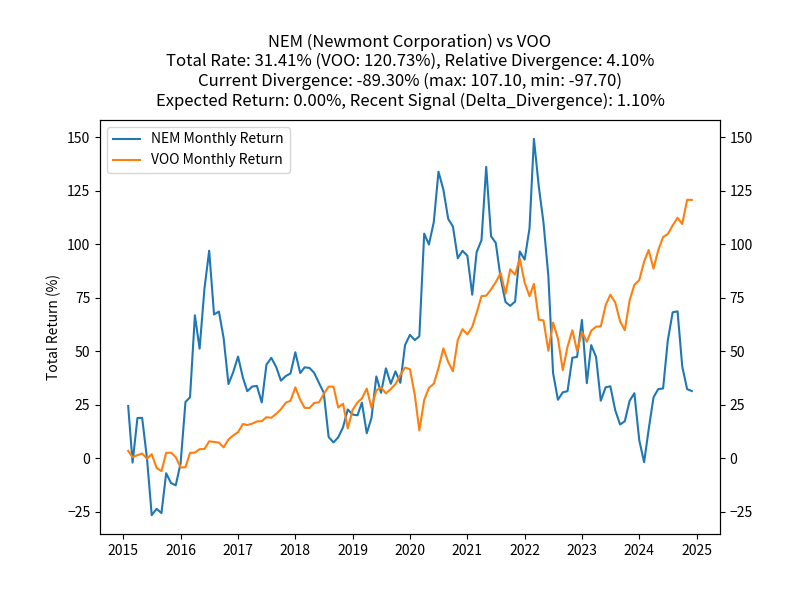 NEM (Newmont Corporation) vs VOO
Total Rate: 31.41% (VOO: 120.73%), Relative Divergence: 4.10%
Current Divergence: -89.30% (max: 107.10, min: -97.70)
Expected Return: 0.00%, Recent Signal (Delta_Divergence): 1.10%
NEM Monthly Return
VOO Monthly Return
Total Return (%)
150
125
100
75
50
25
0
−25
150
125
100
75
50
25
0
−25
2015 2016 2017 2018 2019 2020 2021 2022 2023 2024 2025